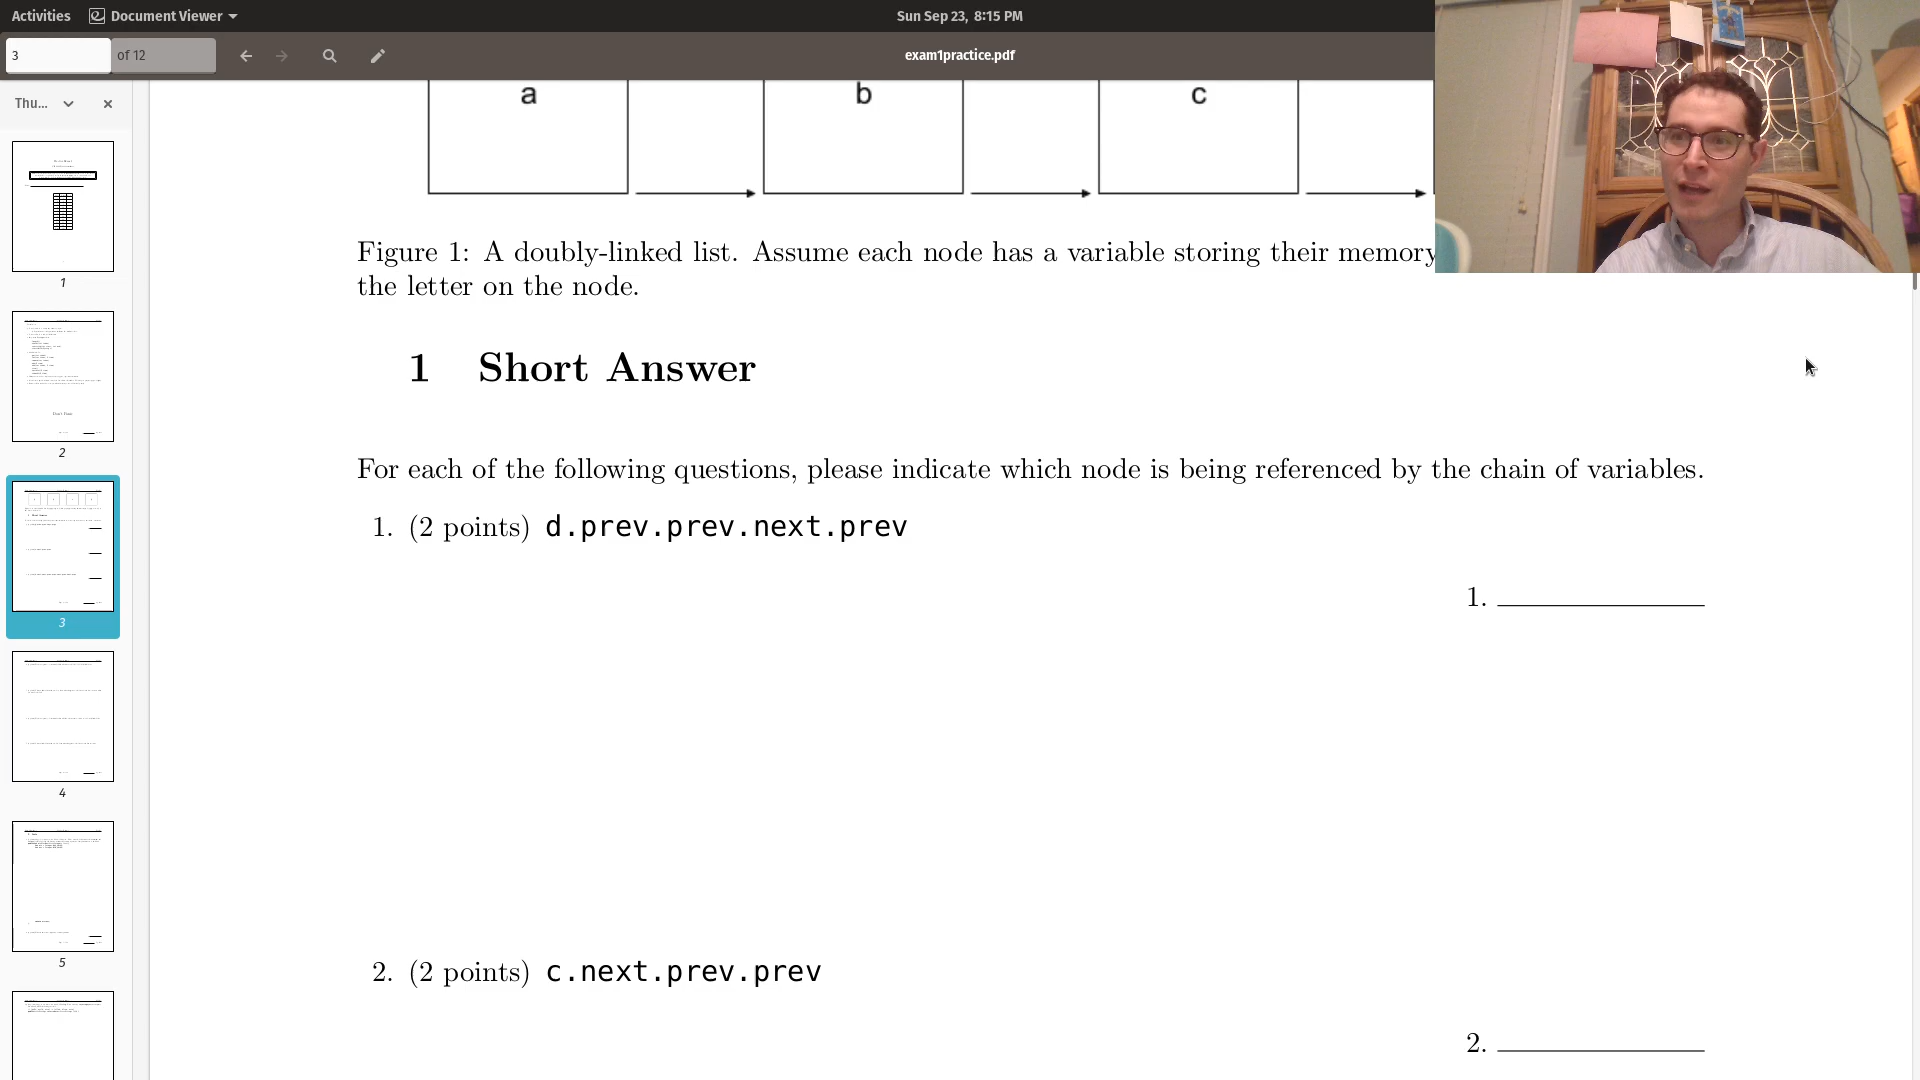 Activities Document Viewer Sun Sep 23, 8:15 PM
3 of 12 exam1practice.pdf
Thu...
a b c
Figure 1: A doubly-linked list. Assume each node has a variable storing their memory
the letter on the node.
1 Short Answer
For each of the following questions, please indicate which node is being referenced by the chain of variables.
1. (2 points) d.prev.prev.next.prev
1.
2. (2 points) c.next.prev.prev
2.
1
2
3
4
5